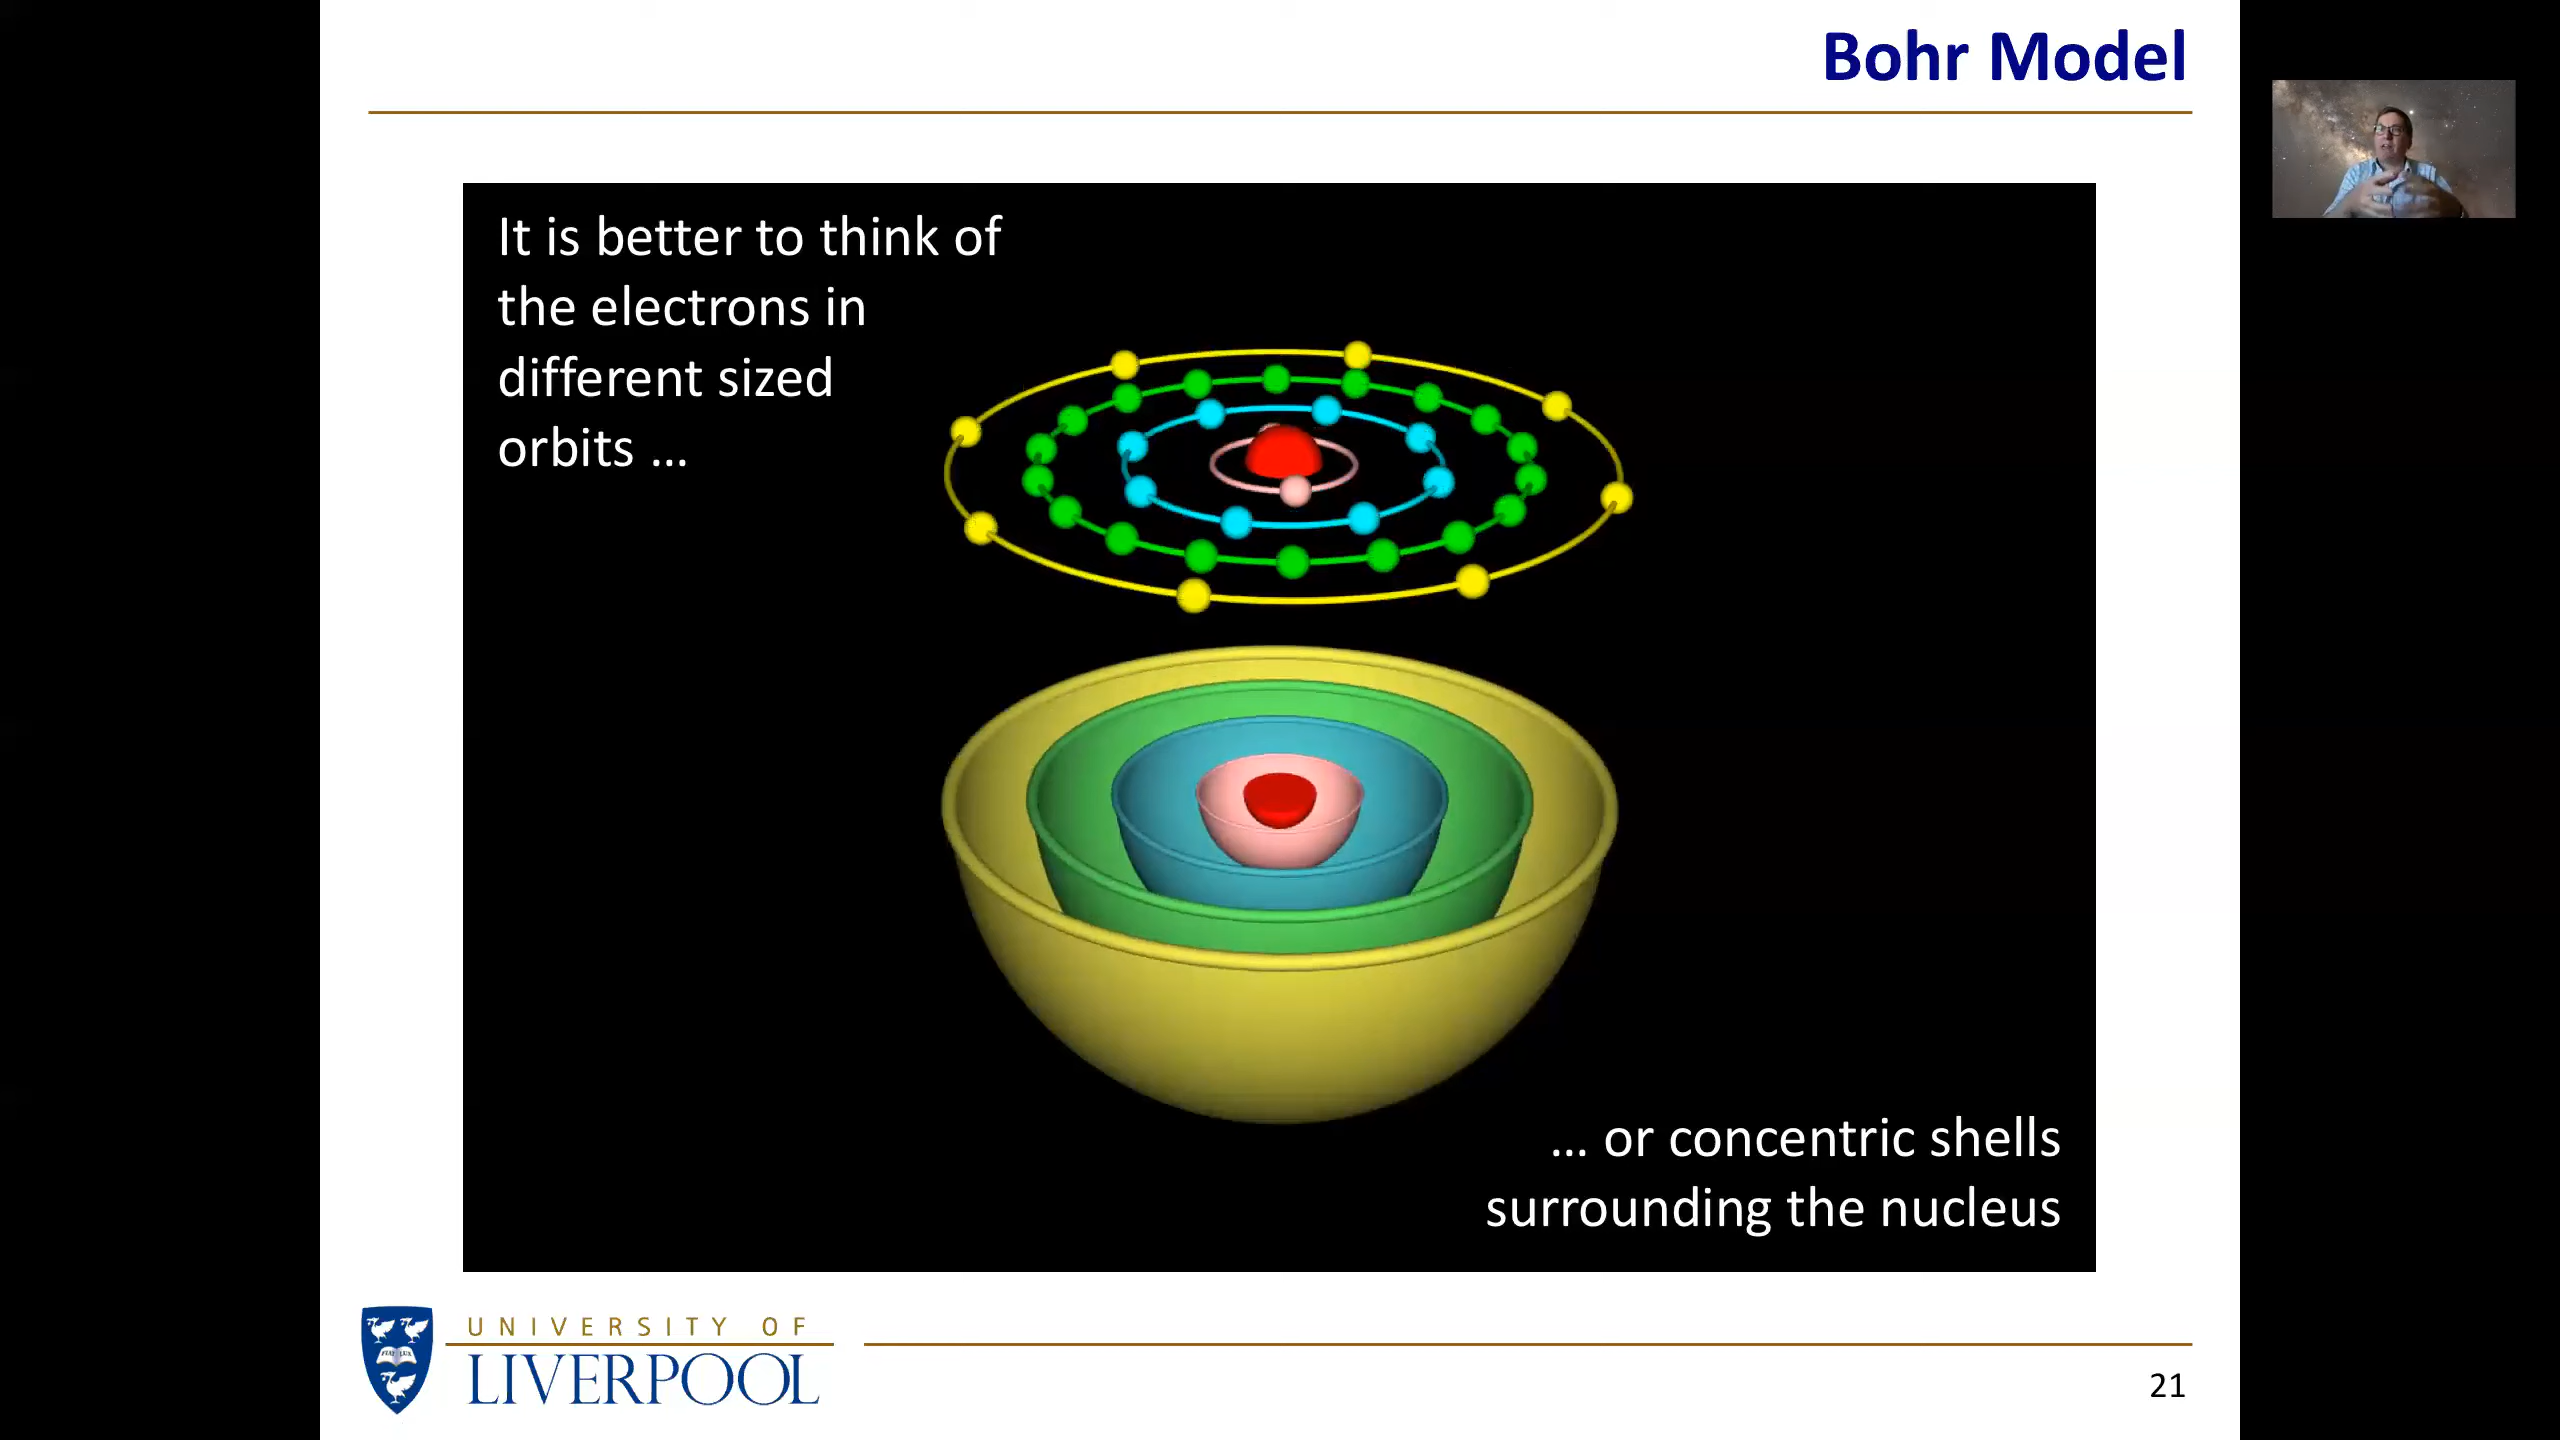 Bohr Model
It is better to think of
the electrons in
different sized
orbits ...
... or concentric shells
surrounding the nucleus
UNIVERSITY OF
LIVERPOOL
21